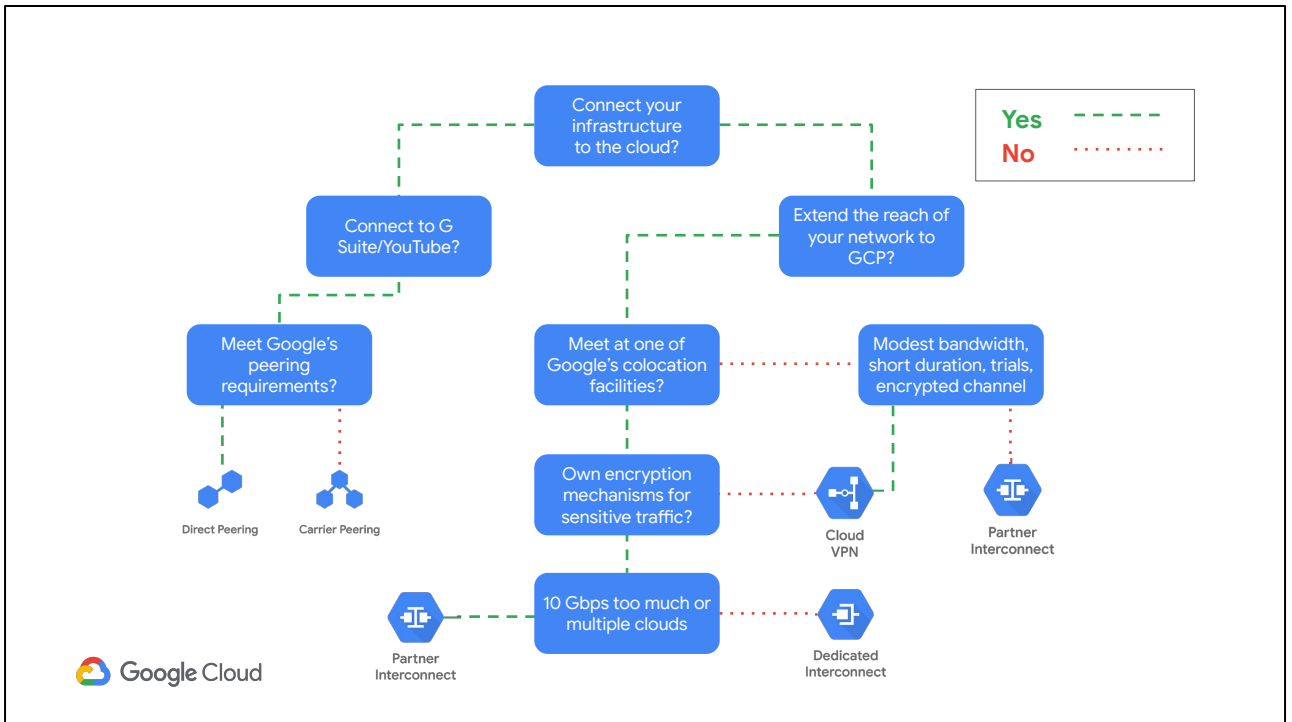 Connect your
infrastructure
to the cloud?
Yes
No
Connect to G
Suite/YouTube?
Extend the reach of
your network to
GCP?
Meet Google’s
peering
requirements?
Meet at one of
Google’s colocation
facilities?
Modest bandwidth,
short duration, trials,
encrypted channel
Own encryption
mechanisms for
sensitive traffic?
Direct Peering
Carrier Peering
Cloud
VPN
Partner
Interconnect
10 Gbps too much or
multiple clouds
Partner
Interconnect
Dedicated
Interconnect
Google Cloud